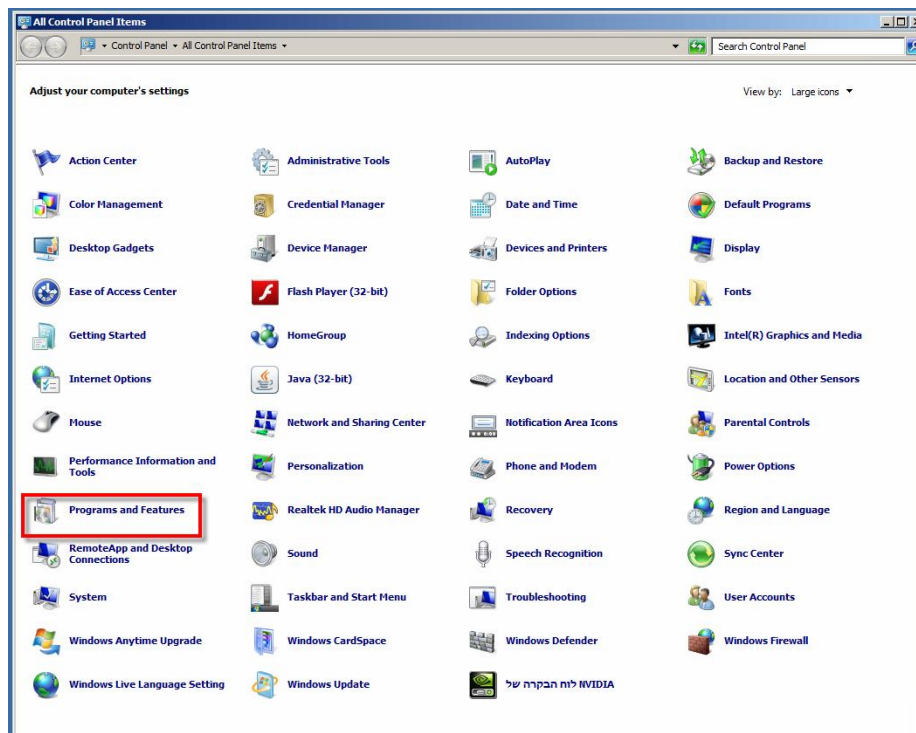 All Control Panel Items
Control Panel
All Control Panel Items
Search Control Panel
Adjust your computer's settings
View by: Large icons
Action Center
Administrative Tools
AutoPlay
Backup and Restore
Color Management
Credential Manager
Date and Time
Default Programs
Desktop Gadgets
Device Manager
Devices and Printers
Display
Ease of Access Center
Flash Player (32-bit)
Folder Options
Fonts
Getting Started
HomeGroup
Indexing Options
Intel(R) Graphics and Media
Internet Options
Java (32-bit)
Keyboard
Location and Other Sensors
Mouse
Network and Sharing Center
Notification Area Icons
Parental Controls
Performance Information and
Tools
Personalization
Phone and Modem
Power Options
Programs and Features
Realtek HD Audio Manager
Recovery
Region and Language
RemoteApp and Desktop
Connections
Sound
Speech Recognition
Sync Center
System
Taskbar and Start Menu
Troubleshooting
User Accounts
Windows Anytime Upgrade
Windows CardSpace
Windows Defender
Windows Firewall
Windows Live Language Setting
Windows Update
לוח הבקרה של NVIDIA